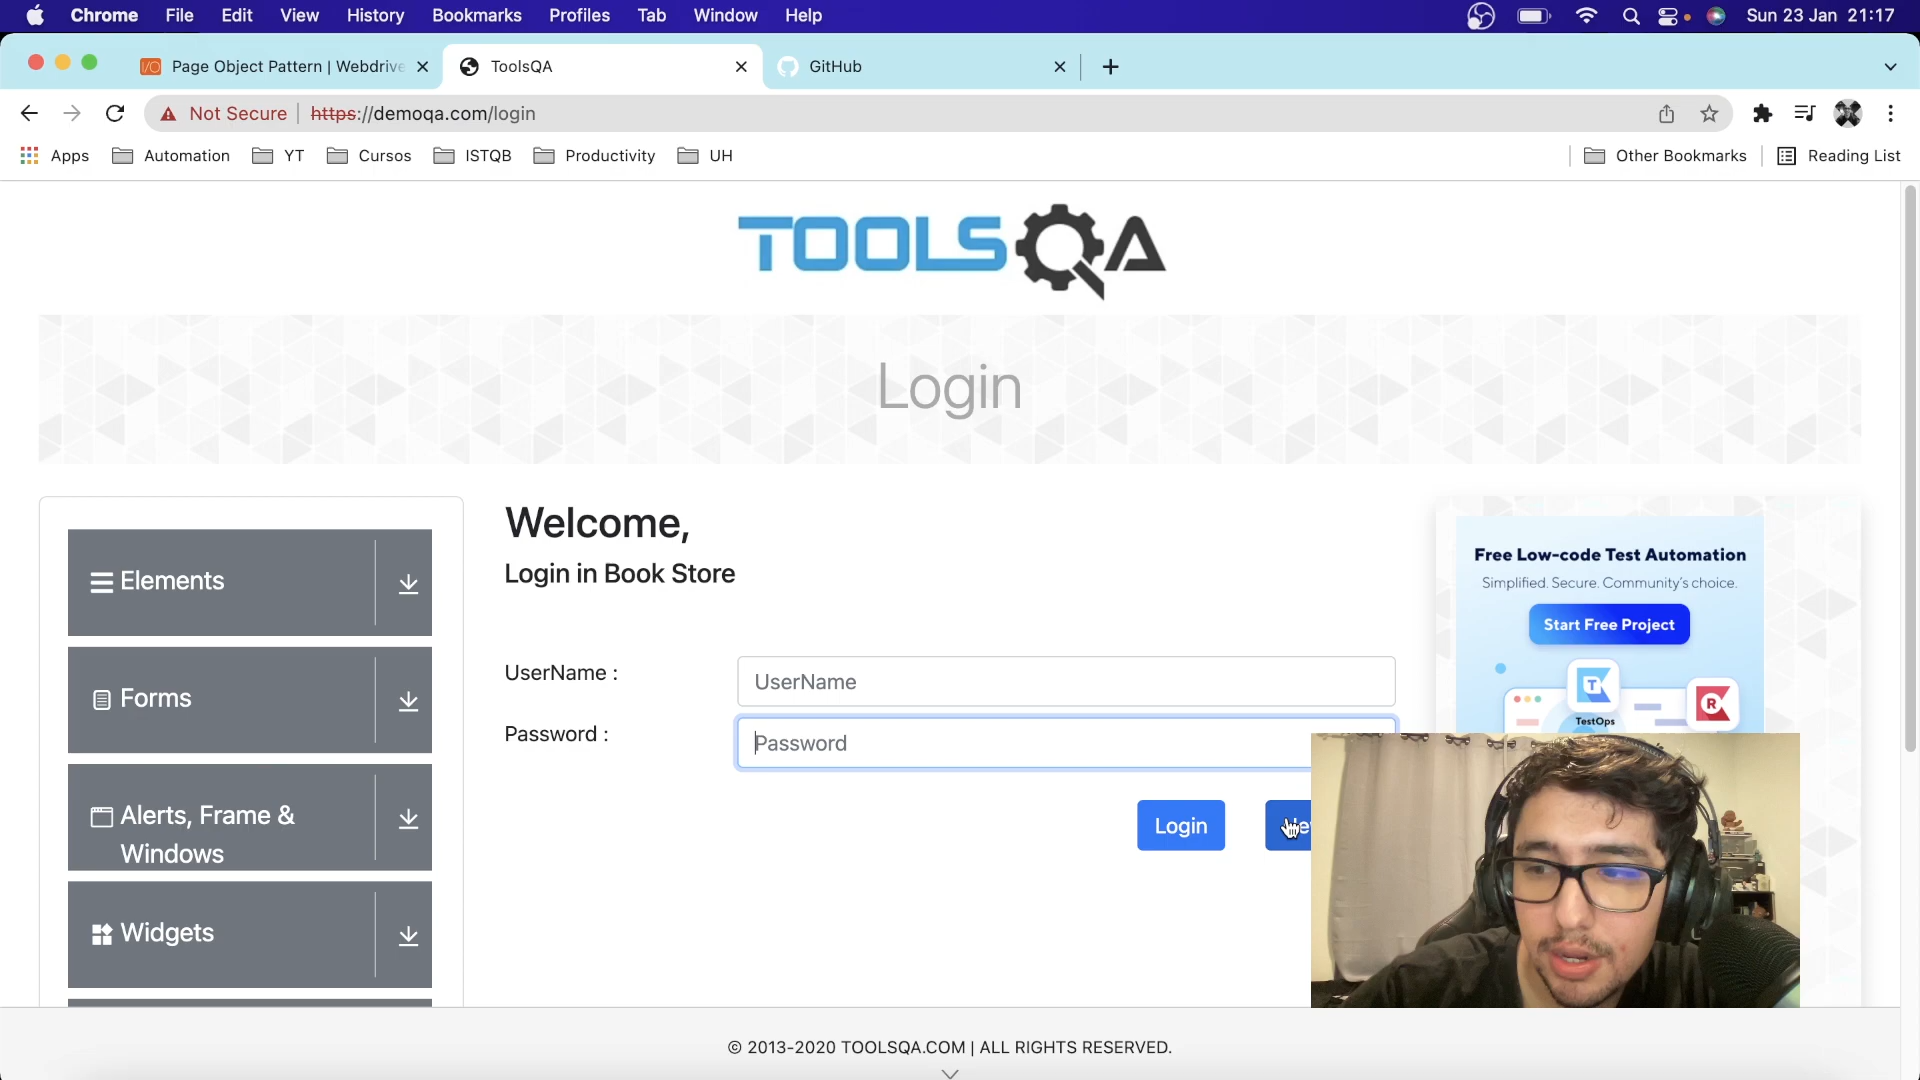 Chrome File Edit View History Bookmarks Profiles Tab Window Help Sun 23 Jan 21:17
Page Object Pattern | Webdrive ToolsQA GitHub
Not Secure https://demoqa.com/login
Apps Automation YT Cursos ISTQB Productivity UH Other Bookmarks Reading List
TOOLSQA
Login
Welcome,
Login in Book Store
UserName :
UserName
Password :
Password
Login
Elements
Forms
Alerts, Frame &
Windows
Widgets
Free Low-code Test Automation
Simplified. Secure. Community's choice.
Start Free Project
T
R
TestOps
© 2013-2020 TOOLSQA.COM | ALL RIGHTS RESERVED.